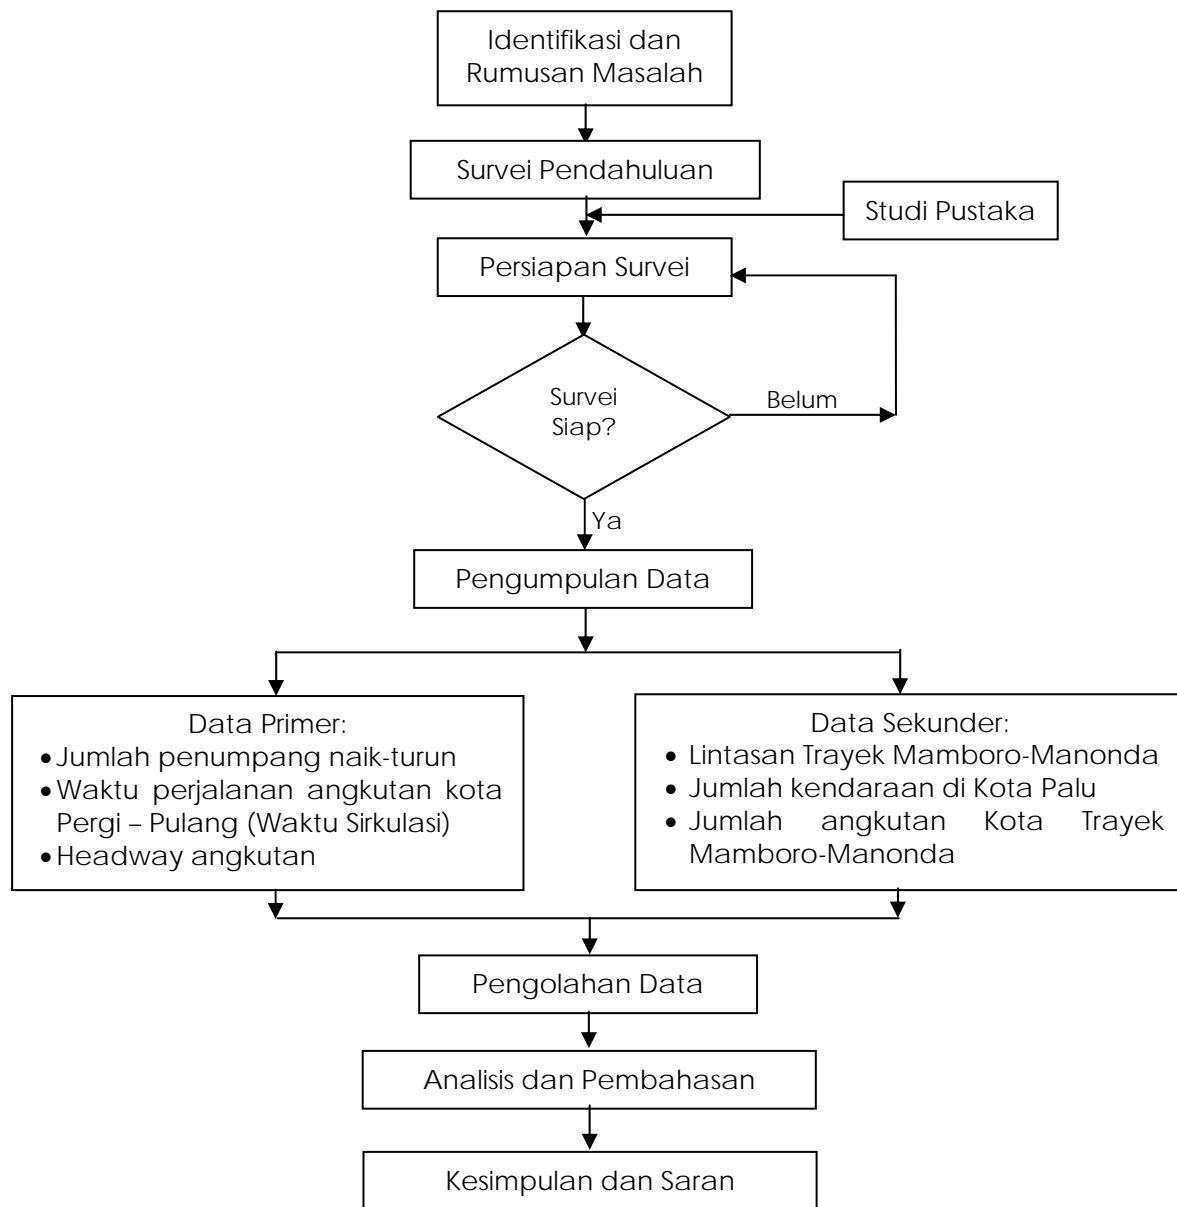 Identifikasi dan
Rumusan Masalah
Survei Pendahuluan
Studi Pustaka
Persiapan Survei
Survei
Siap?
Belum
Ya
Pengumpulan Data
Data Primer:
• Jumlah penumpang naik-turun
• Waktu perjalanan angkutan kota
Pergi – Pulang (Waktu Sirkulasi)
• Headway angkutan
Data Sekunder:
• Lintasan Trayek Mamboro-Manonda
• Jumlah kendaraan di Kota Palu
• Jumlah angkutan Kota Trayek
Mamboro-Manonda
Pengolahan Data
Analisis dan Pembahasan
Kesimpulan dan Saran